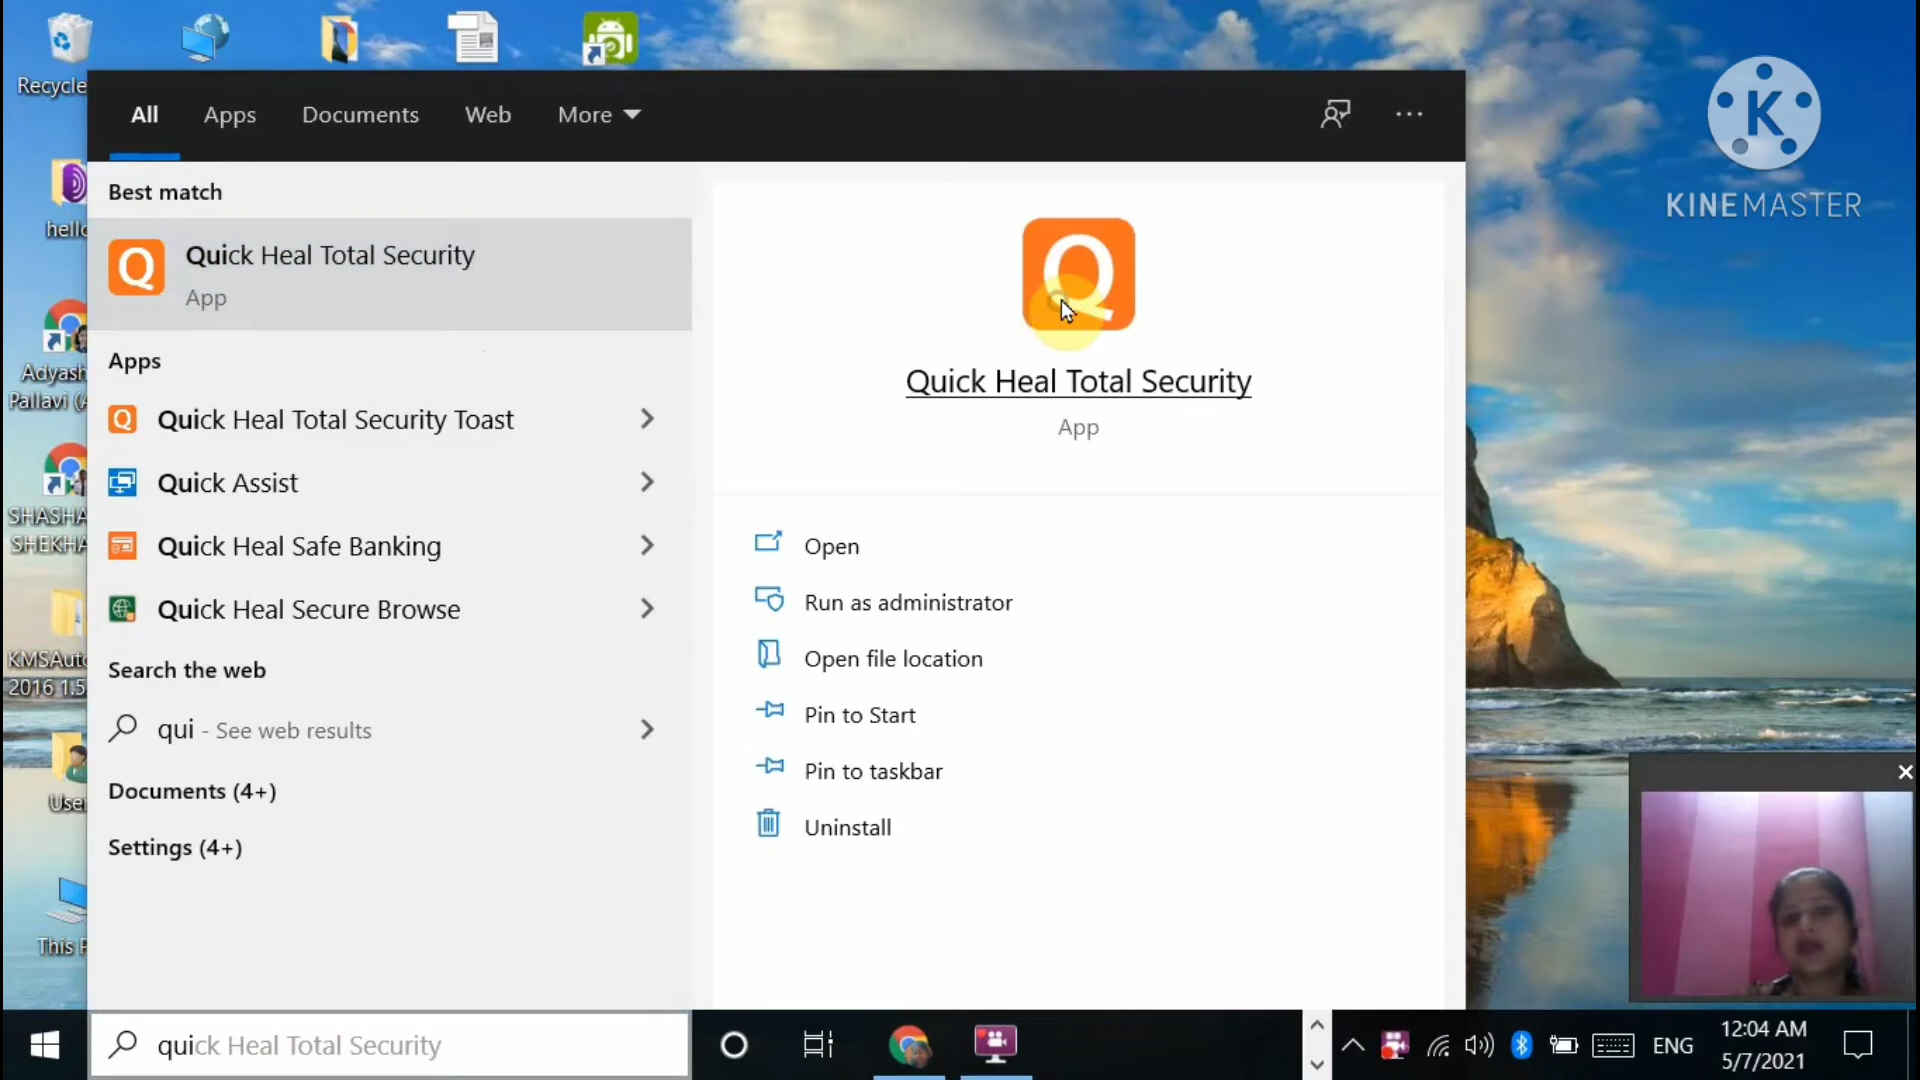 Recycle
hello
Adyash
Pallavi (A
SHASHA
SHEKHA
KMSAuto
2016 1.5
User
This P
All
Apps
Documents
Web
More
Best match
Quick Heal Total Security
App
Apps
Quick Heal Total Security Toast
Quick Assist
Quick Heal Safe Banking
Quick Heal Secure Browse
Search the web
qui - See web results
Documents (4+)
Settings (4+)
Quick Heal Total Security
App
Open
Run as administrator
Open file location
Pin to Start
Pin to taskbar
Uninstall
K
KINEMASTER
quick Heal Total Security
ENG
12:04 AM
5/7/2021